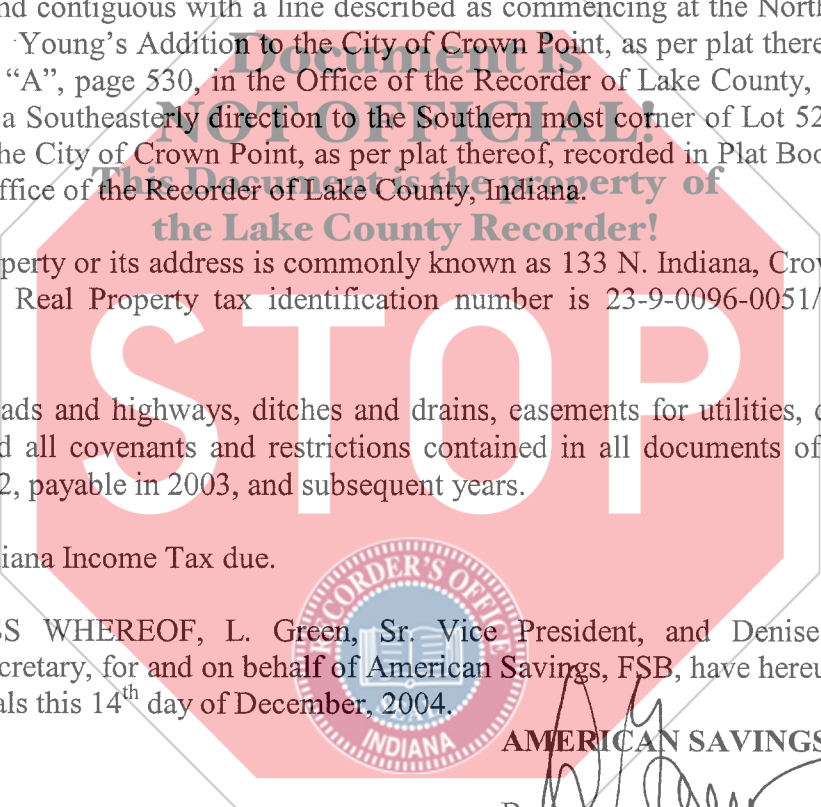 nd contiguous with a line described as commencing at the North
Young’s Addition to the City of Crown Point, as per plat there
Document is
“A”, page 530, in the Office of the Recorder of Lake County,
NOT OFFICIAL!
a Southeasterly direction to the Southern most corner of Lot 52
he City of Crown Point, as per plat thereof, recorded in Plat Boo
This Document is the property of
ffice of the Recorder of Lake County, Indiana.
the Lake County Recorder!
perty or its address is commonly known as 133 N. Indiana, Crov
Real Property tax identification number is 23-9-0096-0051/
STOP
ads and highways, ditches and drains, easements for utilities,
d all covenants and restrictions contained in all documents of
2, payable in 2003, and subsequent years.
diana Income Tax due.
RECORDER'S OFFICE
SS WHEREOF, L. Green, Sr. Vice President, and Denise
cretary, for and on behalf of American Savings, FSB, have hereu
als this 14th day of December, 2004.
SEAL
INDIANA
AMERICAN SAVINGS